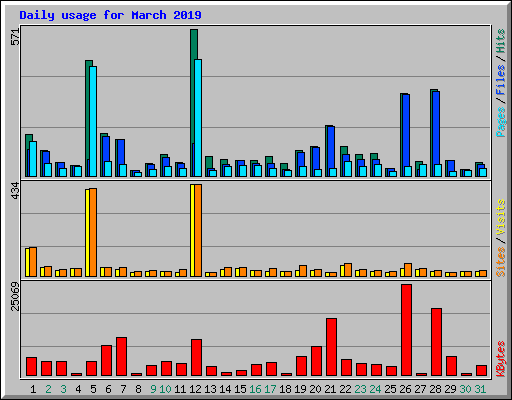 Daily usage for March 2019
571
Pages / Files / Hits
434
Sites / Visits
25069
KBytes
1 2 3 4 5 6 7 8 9 10 11 12 13 14 15 16 17 18 19 20 21 22 23 24 25 26 27 28 29 30 31